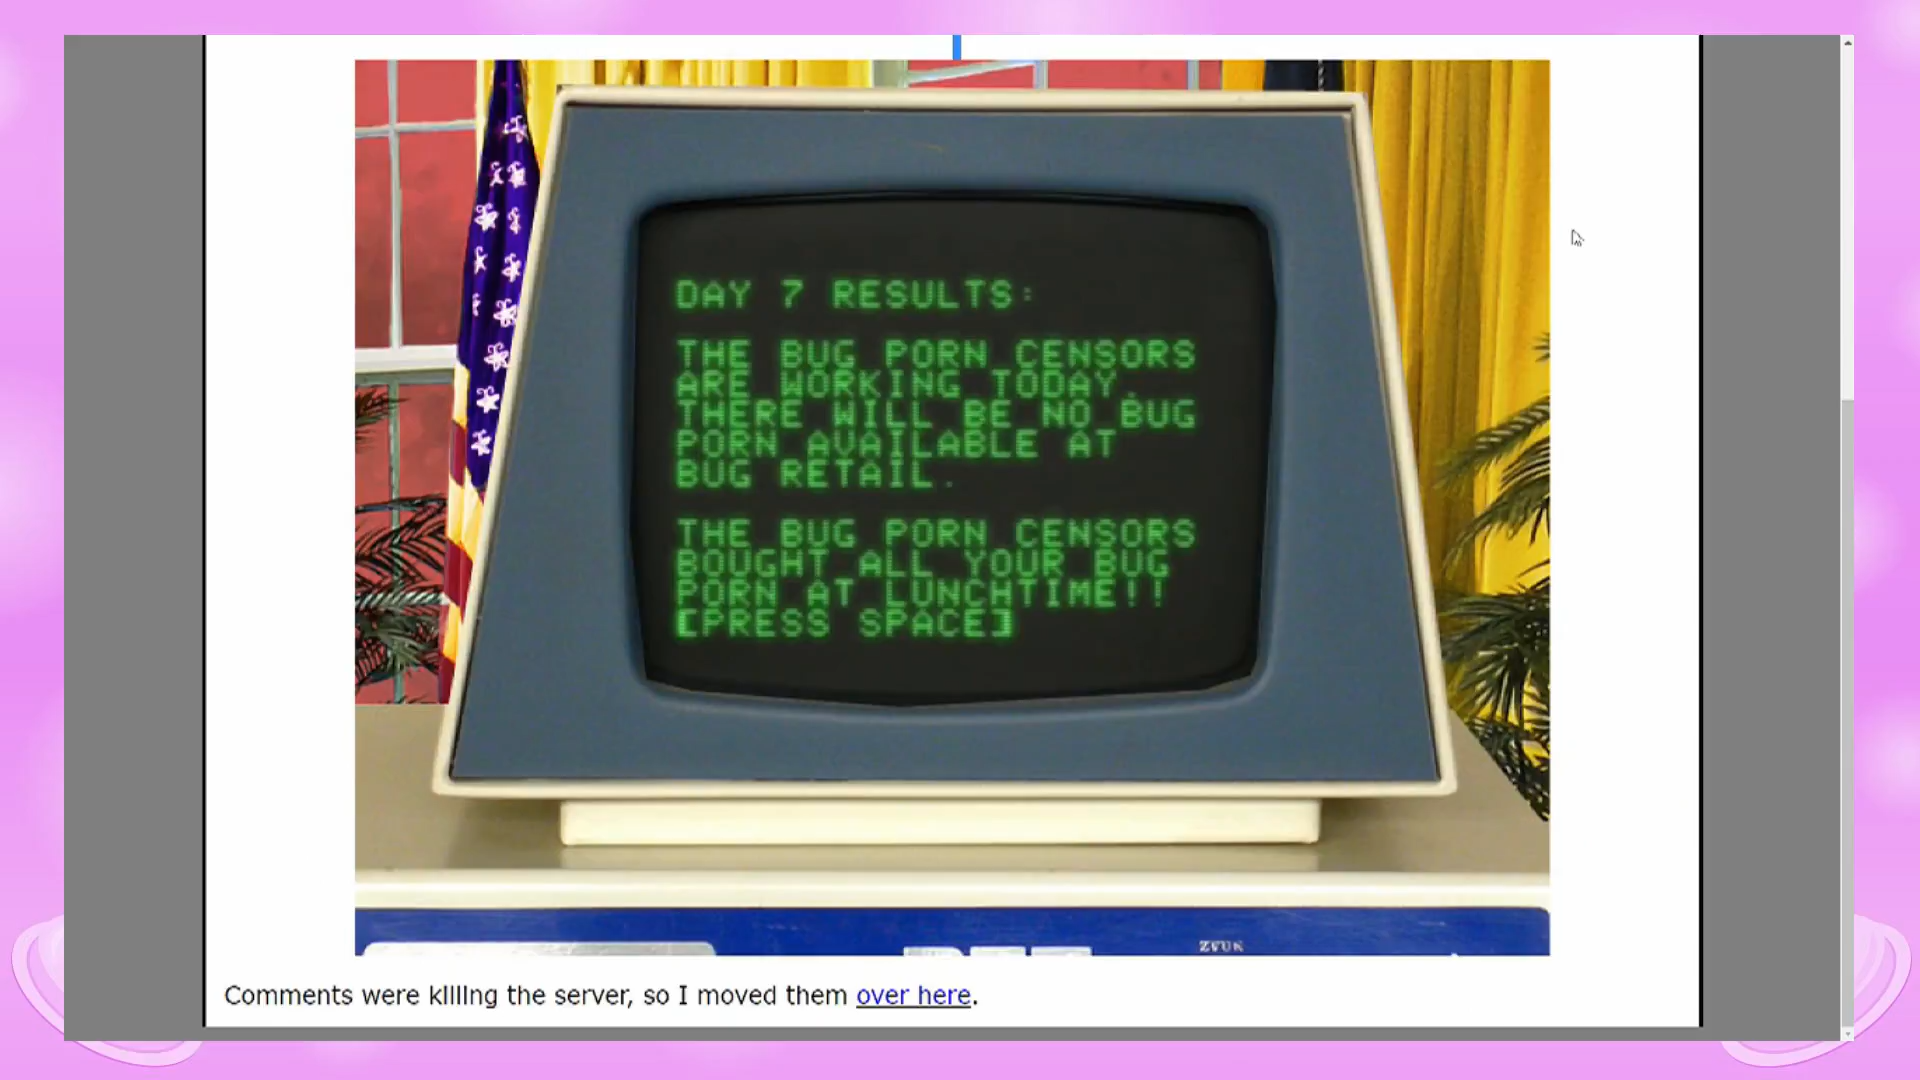 DAY 7 RESULTS:
THE BUG PORN CENSORS
ARE WORKING TODAY.
THERE WILL BE NO BUG
PORN AVAILABLE AT
BUG RETAIL.
THE BUG PORN CENSORS
BOUGHT ALL YOUR BUG
PORN AT LUNCHTIME!!
[PRESS SPACE]
Comments were killing the server, so I moved them over here.